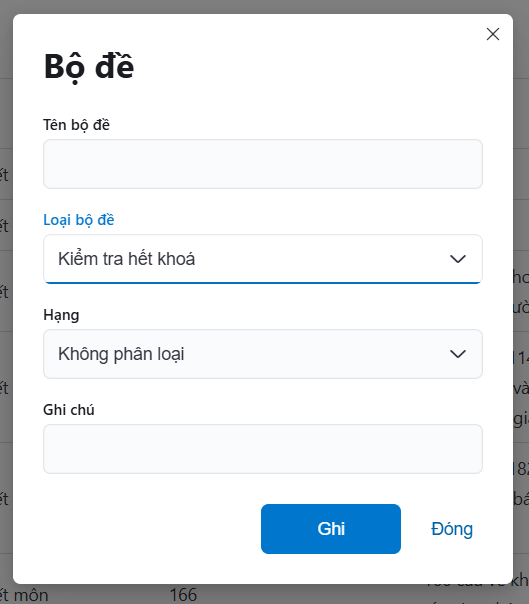 Bộ đề
Tên bộ đề
Loại bộ đề
Kiểm tra hết khoá
Hạng
Không phân loại
Ghi chú
Ghi
Đóng
ết môn
166